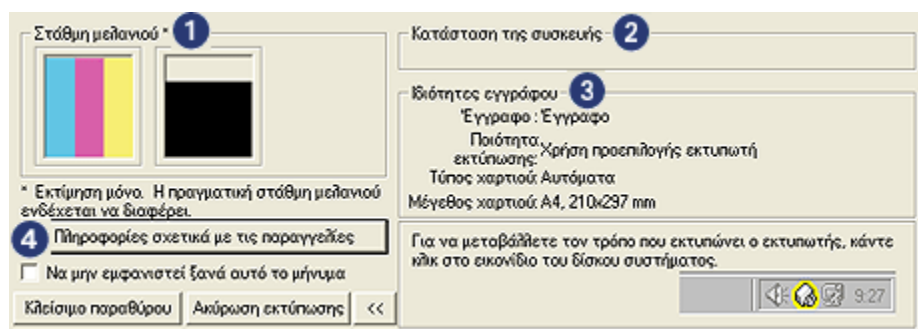 Στάθμη μελανιού * 1
* Εκτίμηση μόνο. Η πραγματική στάθμη μελανιού
ενδέχεται να διαφέρει.
4 Πληροφορίες σχετικά με τις παραγγελίες
Να μην εμφανιστεί ξανά αυτό το μήνυμα
Κλείσιμο παραθύρου Ακύρωση εκτύπωσης <<
Κατάσταση της συσκευής 2
Ιδιότητες εγγράφου 3
Έγγραφο : Έγγραφο
Ποιότητα
εκτύπωσης: Χρήση προεπιλογής εκτυπωτή
Τύπος χαρτιού: Αυτόματα
Μέγεθος χαρτιού: A4, 210x297 mm
Για να μεταβάλλετε τον τρόπο που εκτυπώνει ο εκτυπωτής, κάντε
κλικ στο εικονίδιο του δίσκου συστήματος.
9:27